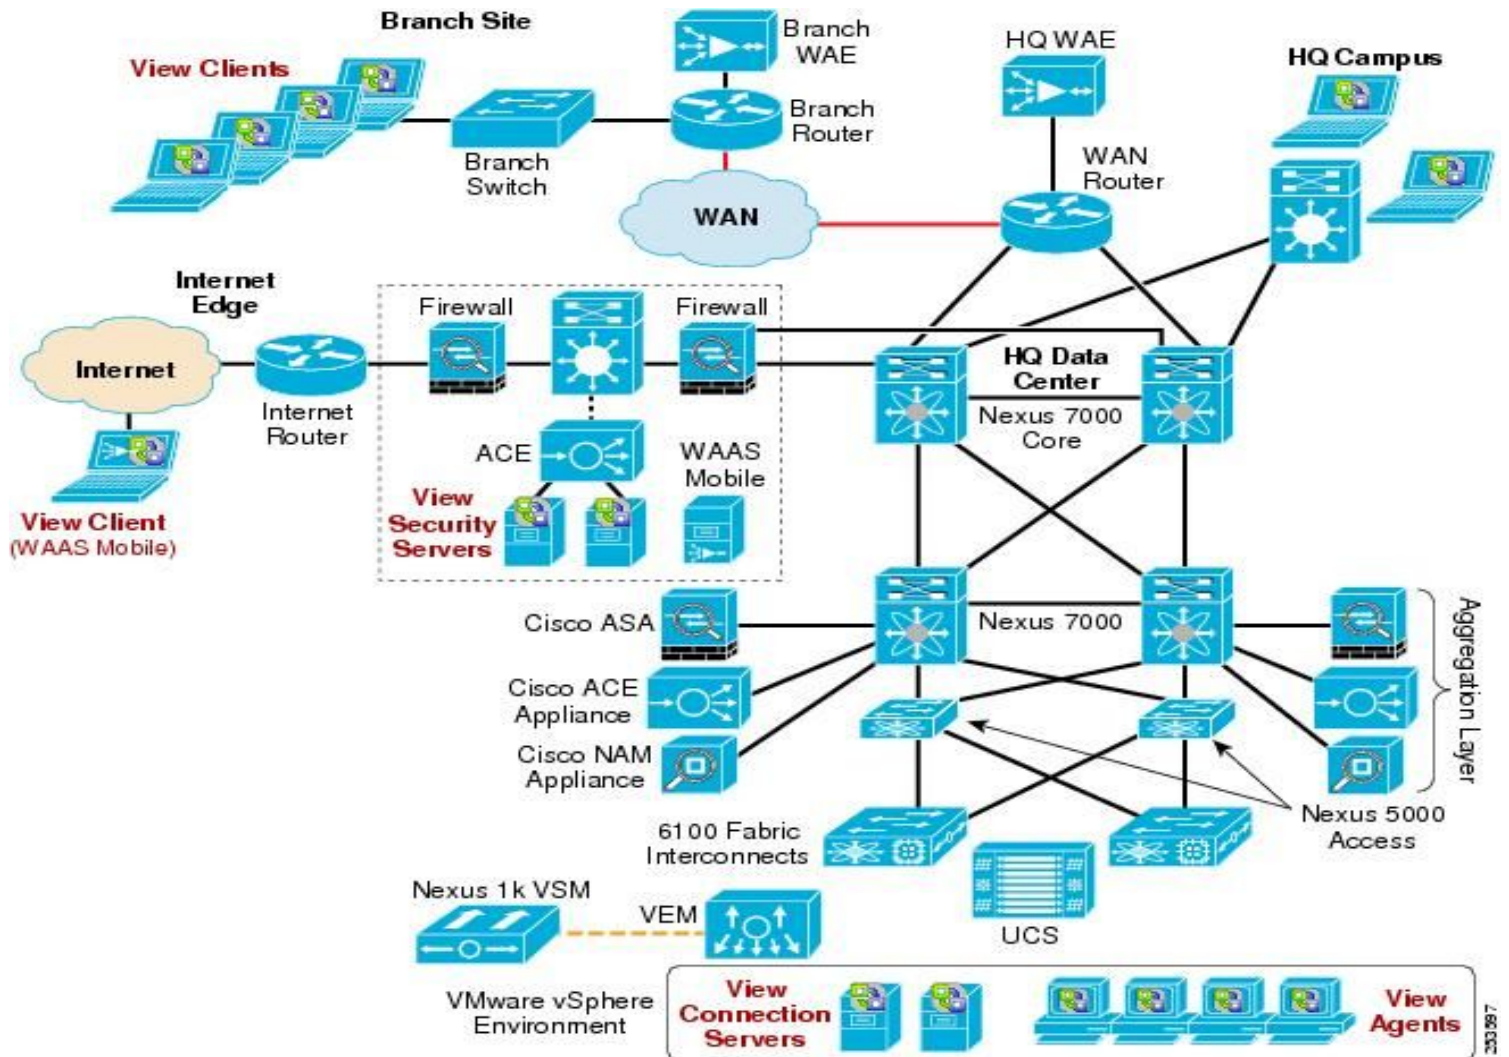 Branch Site
View Clients
Branch
WAE
Branch
Router
Branch
Switch
HQ WAE
HQ Campus
WAN
Router
WAN
Internet
Edge
Internet
Internet
Router
View Client
(WAAS Mobile)
Firewall
Firewall
ACE
WAAS
Mobile
View
Security
Servers
HQ Data
Center
Nexus 7000
Core
Nexus 7000
Cisco ASA
Cisco ACE
Appliance
Cisco NAM
Appliance
Aggregation Layer
Nexus 5000
Access
6100 Fabric
Interconnects
UCS
Nexus 1k VSM
VEM
VMware vSphere
Environment
View
Connection
Servers
View
Agents
253597